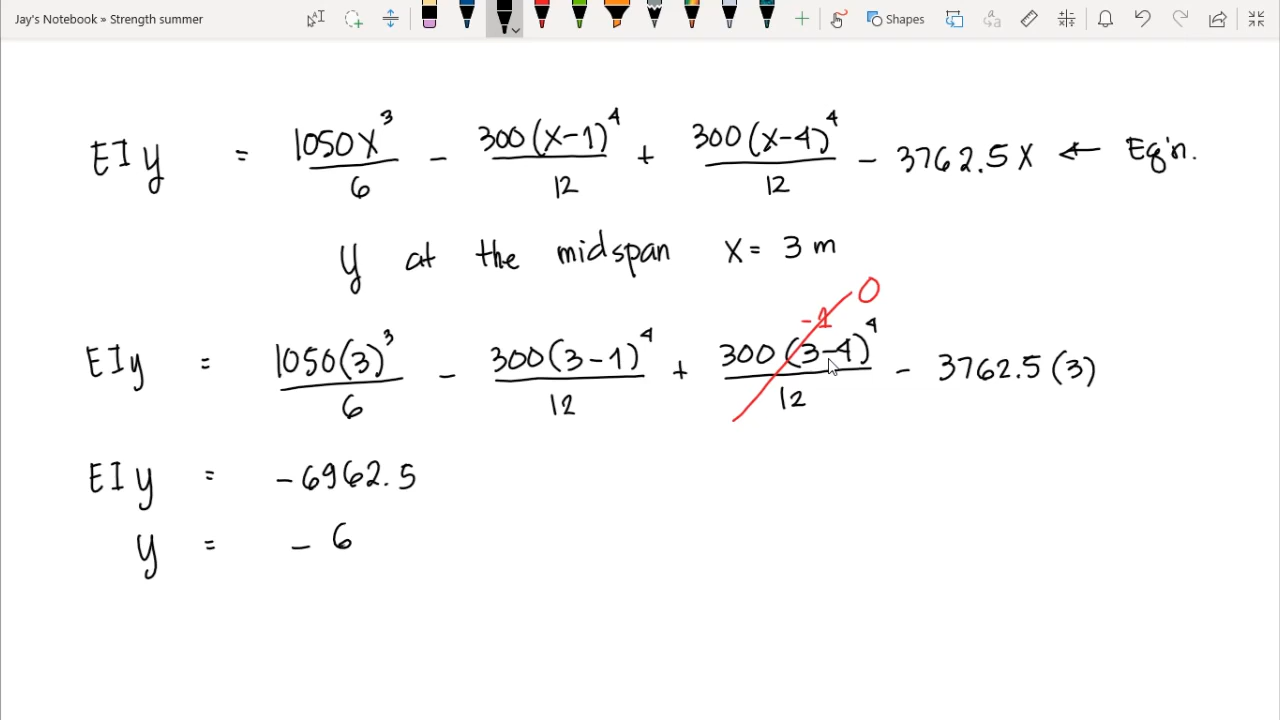 Jay's Notebook » Strength summer
Shapes
EIy = 1050x³/6 - 300(x-1)⁴/12 + 300(x-4)⁴/12 - 3762.5x ← Eq'n.
y at the midspan x = 3 m
-1 0
EIy = 1050(3)³/6 - 300(3-1)⁴/12 + 300(3-4)⁴/12 - 3762.5(3)
EIy = -6962.5
y = - 6